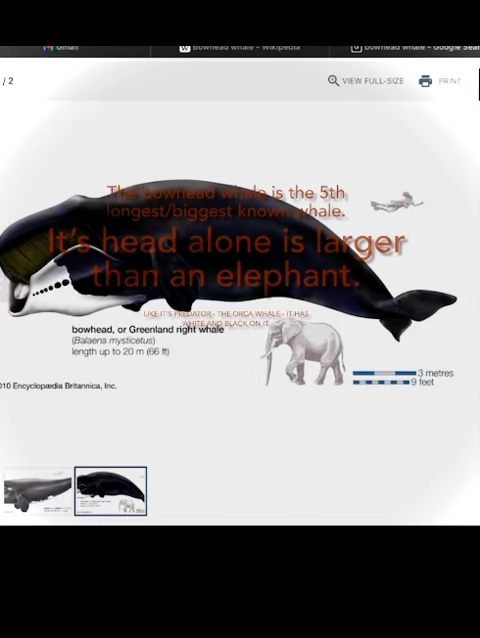 Gmail
Bowhead whale - Wikipedia
bowhead whale - Google Sear
/ 2
VIEW FULL-SIZE
PRINT
The bowhead whale is the 5th
longest/biggest known whale.
It's head alone is larger
than an elephant.
LIKE IT'S PREDATOR - THE ORCA WHALE - IT HAS
WHITE AND BLACK ON IT.
bowhead, or Greenland right whale
(Balaena mysticetus)
length up to 20 m (66 ft)
3 metres
9 feet
010 Encyclopædia Britannica, Inc.